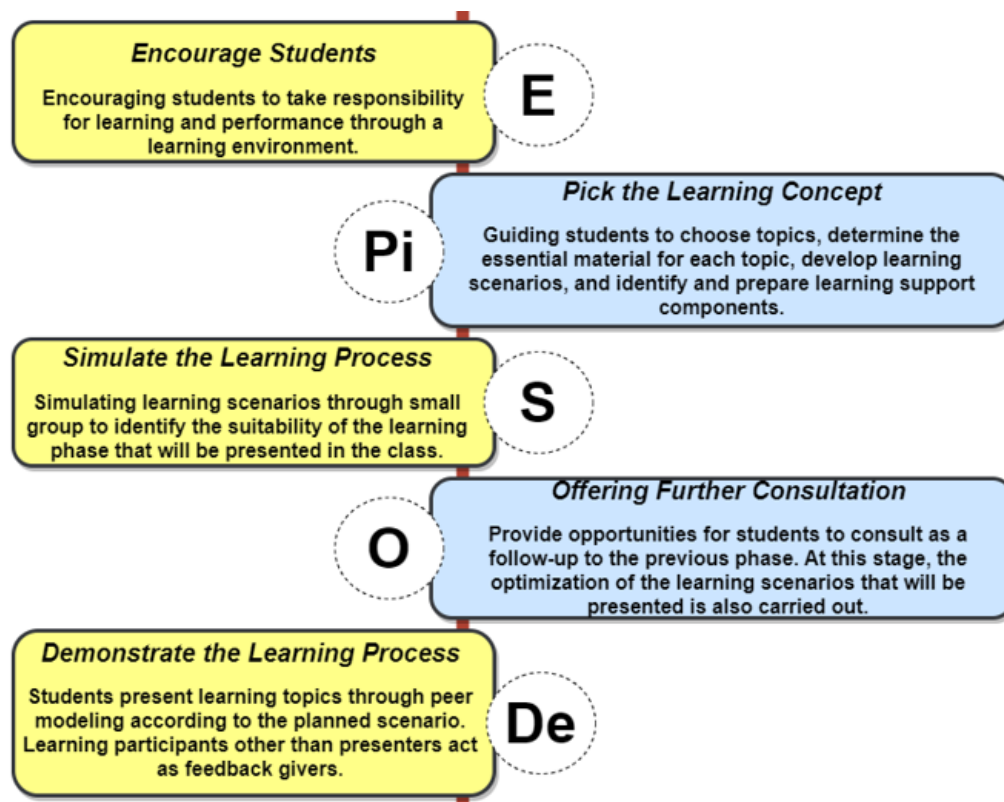 Encourage Students
Encouraging students to take responsibility
for learning and performance through a
learning environment.
E
Pi
Pick the Learning Concept
Guiding students to choose topics, determine the
essential material for each topic, develop learning
scenarios, and identify and prepare learning support
components.
Simulate the Learning Process
Simulating learning scenarios through small
group to identify the suitability of the learning
phase that will be presented in the class.
S
O
Offering Further Consultation
Provide opportunities for students to consult as a
follow-up to the previous phase. At this stage, the
optimization of the learning scenarios that will be
presented is also carried out.
Demonstrate the Learning Process
Students present learning topics through peer
modeling according to the planned scenario.
Learning participants other than presenters act
as feedback givers.
De